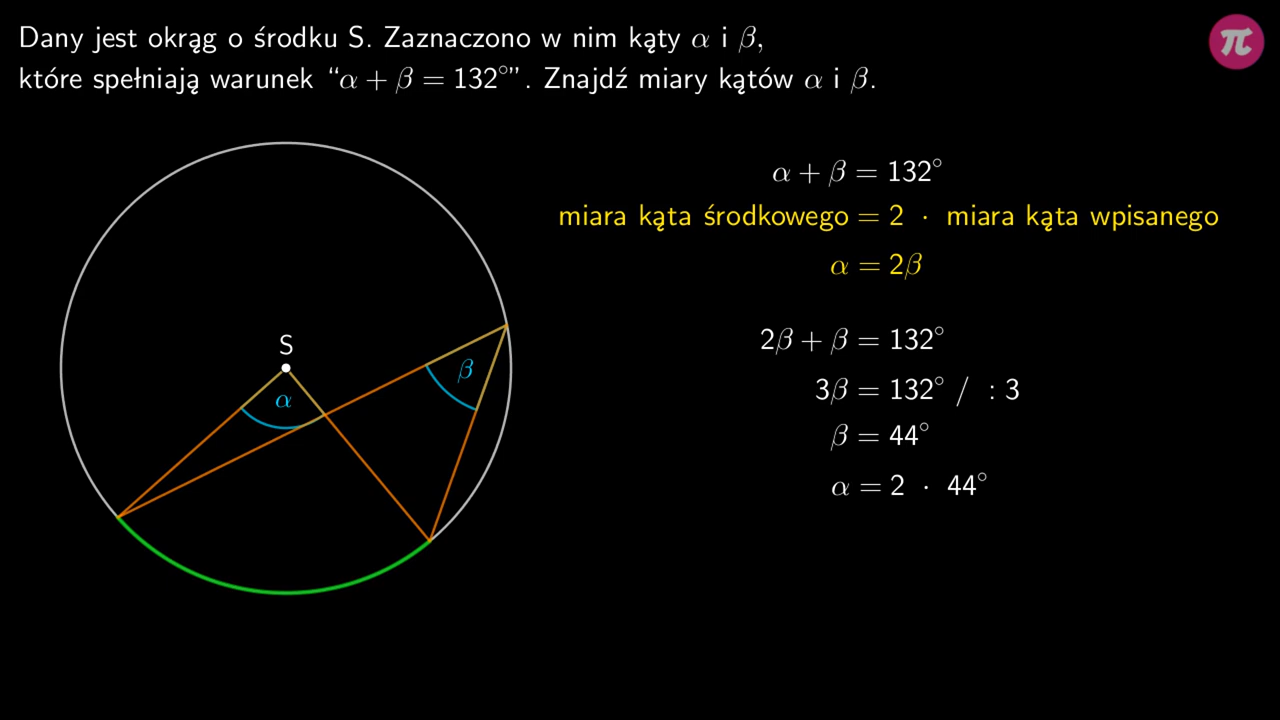 Dany jest okrąg o środku S. Zaznaczono w nim kąty α i β,
które spełniają warunek “α + β = 132°”. Znajdź miary kątów α i β.
π
α + β = 132°
miara kąta środkowego = 2 · miara kąta wpisanego
α = 2β
2β + β = 132°
3β = 132° / : 3
β = 44°
α = 2 · 44°
S
α
β